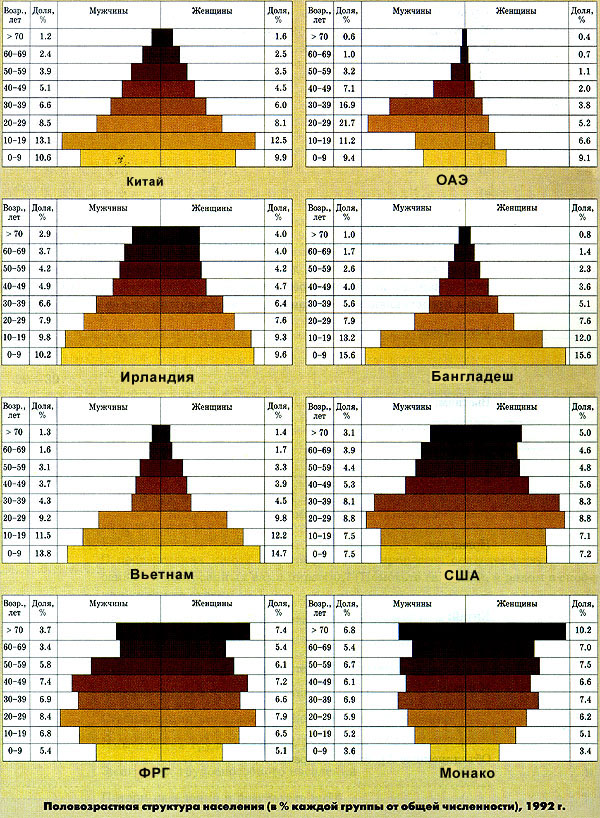 Возр., лет Доля, % Мужчины Женщины Доля, %
> 70 1.2 1.6
60–69 2.4 2.5
50–59 3.9 3.5
40–49 5.1 4.5
30–39 6.6 6.0
20–29 8.5 8.1
10–19 13.1 12.5
0–9 10.6 9.9
Китай
Возр., лет Доля, % Мужчины Женщины Доля, %
> 70 0.6 0.4
60–69 1.0 0.7
50–59 3.2 1.1
40–49 7.1 2.0
30–39 16.9 3.8
20–29 21.7 5.2
10–19 11.2 6.6
0–9 9.4 9.1
ОАЭ
Возр., лет Доля, % Мужчины Женщины Доля, %
> 70 2.9 4.0
60–69 3.7 4.0
50–59 4.2 4.2
40–49 4.9 4.7
30–39 6.6 6.4
20–29 7.9 7.6
10–19 9.8 9.3
0–9 10.2 9.6
Ирландия
Возр., лет Доля, % Мужчины Женщины Доля, %
> 70 1.0 0.8
60–69 1.7 1.4
50–59 2.6 2.3
40–49 4.0 3.6
30–39 5.6 5.1
20–29 7.9 7.6
10–19 13.2 12.0
0–9 15.6 15.6
Бангладеш
Возр., лет Доля, % Мужчины Женщины Доля, %
> 70 1.3 1.4
60–69 1.6 1.7
50–59 3.1 3.3
40–49 3.7 3.9
30–39 4.3 4.5
20–29 9.2 9.8
10–19 11.5 12.2
0–9 13.8 14.7
Вьетнам
Возр., лет Доля, % Мужчины Женщины Доля, %
> 70 3.1 5.0
60–69 3.9 4.6
50–59 4.4 4.8
40–49 5.3 5.6
30–39 8.1 8.3
20–29 8.8 8.8
10–19 7.5 7.1
0–9 7.5 7.2
США
Возр., лет Доля, % Мужчины Женщины Доля, %
> 70 3.7 7.4
60–69 3.4 5.4
50–59 5.8 6.1
40–49 7.4 7.2
30–39 6.9 6.6
20–29 8.4 7.9
10–19 6.8 6.5
0–9 5.4 5.1
ФРГ
Возр., лет Доля, % Мужчины Женщины Доля, %
> 70 6.8 10.2
60–69 5.4 7.0
50–59 6.7 7.5
40–49 6.1 6.6
30–39 6.9 7.4
20–29 5.9 6.2
10–19 5.2 5.1
0–9 3.6 3.4
Монако
Половозрастная структура населения (в % каждой группы от общей численности), 1992 г.